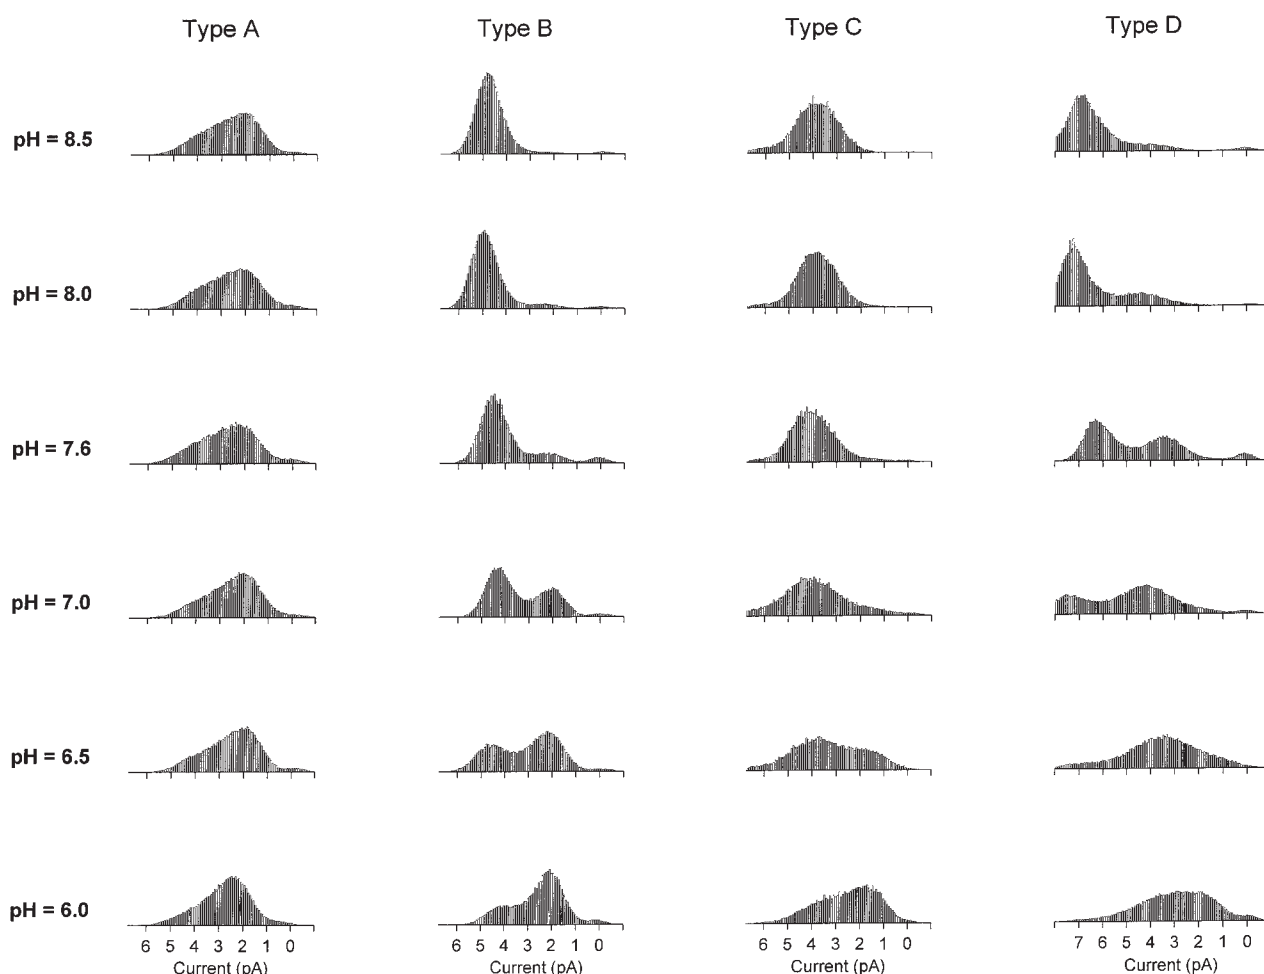 Type A Type B Type C Type D
pH = 8.5
pH = 8.0
pH = 7.6
pH = 7.0
pH = 6.5
pH = 6.0
6 5 4 3 2 1 0 6 5 4 3 2 1 0 6 5 4 3 2 1 0 7 6 5 4 3 2 1 0
Current (pA) Current (pA) Current (pA) Current (pA)